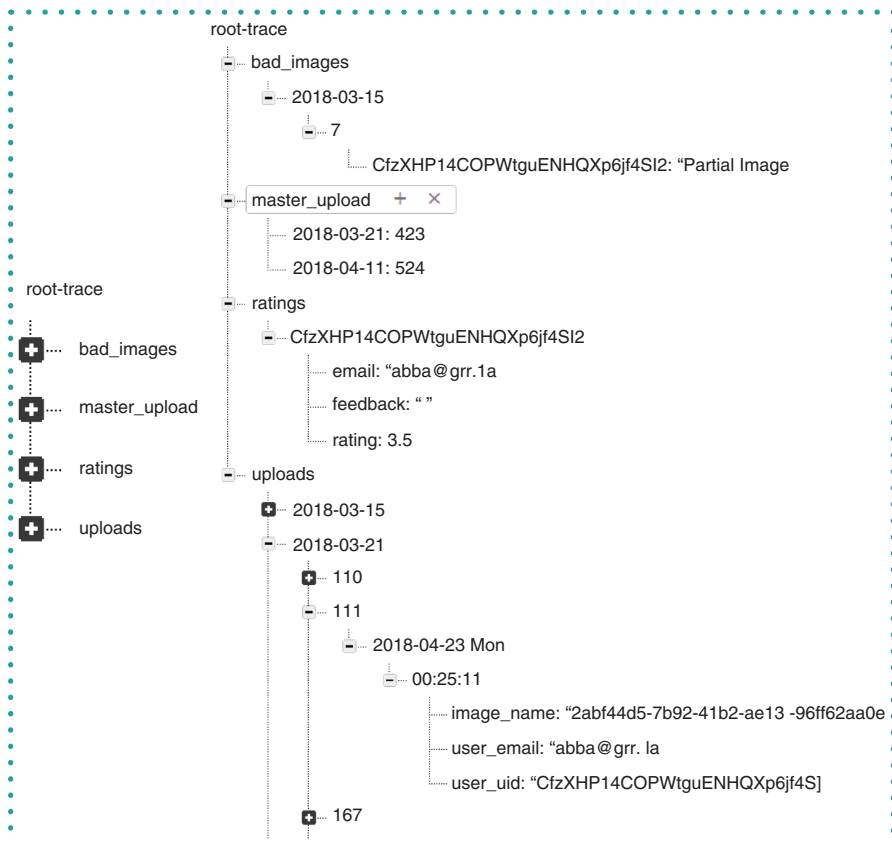 root-trace
bad_images
master_upload
ratings
uploads
root-trace
bad_images
2018-03-15
7
CfzXHP14COPWtguENHQXp6jf4SI2: “Partial Image
master_upload + ×
2018-03-21: 423
2018-04-11: 524
ratings
CfzXHP14COPWtguENHQXp6jf4SI2
email: “abba@grr.1a
feedback: “ ”
rating: 3.5
uploads
2018-03-15
2018-03-21
110
111
2018-04-23 Mon
00:25:11
image_name: “2abf44d5-7b92-41b2-ae13 -96ff62aa0e
user_email: “abba@grr. la
user_uid: “CfzXHP14COPWtguENHQXp6jf4S]
167